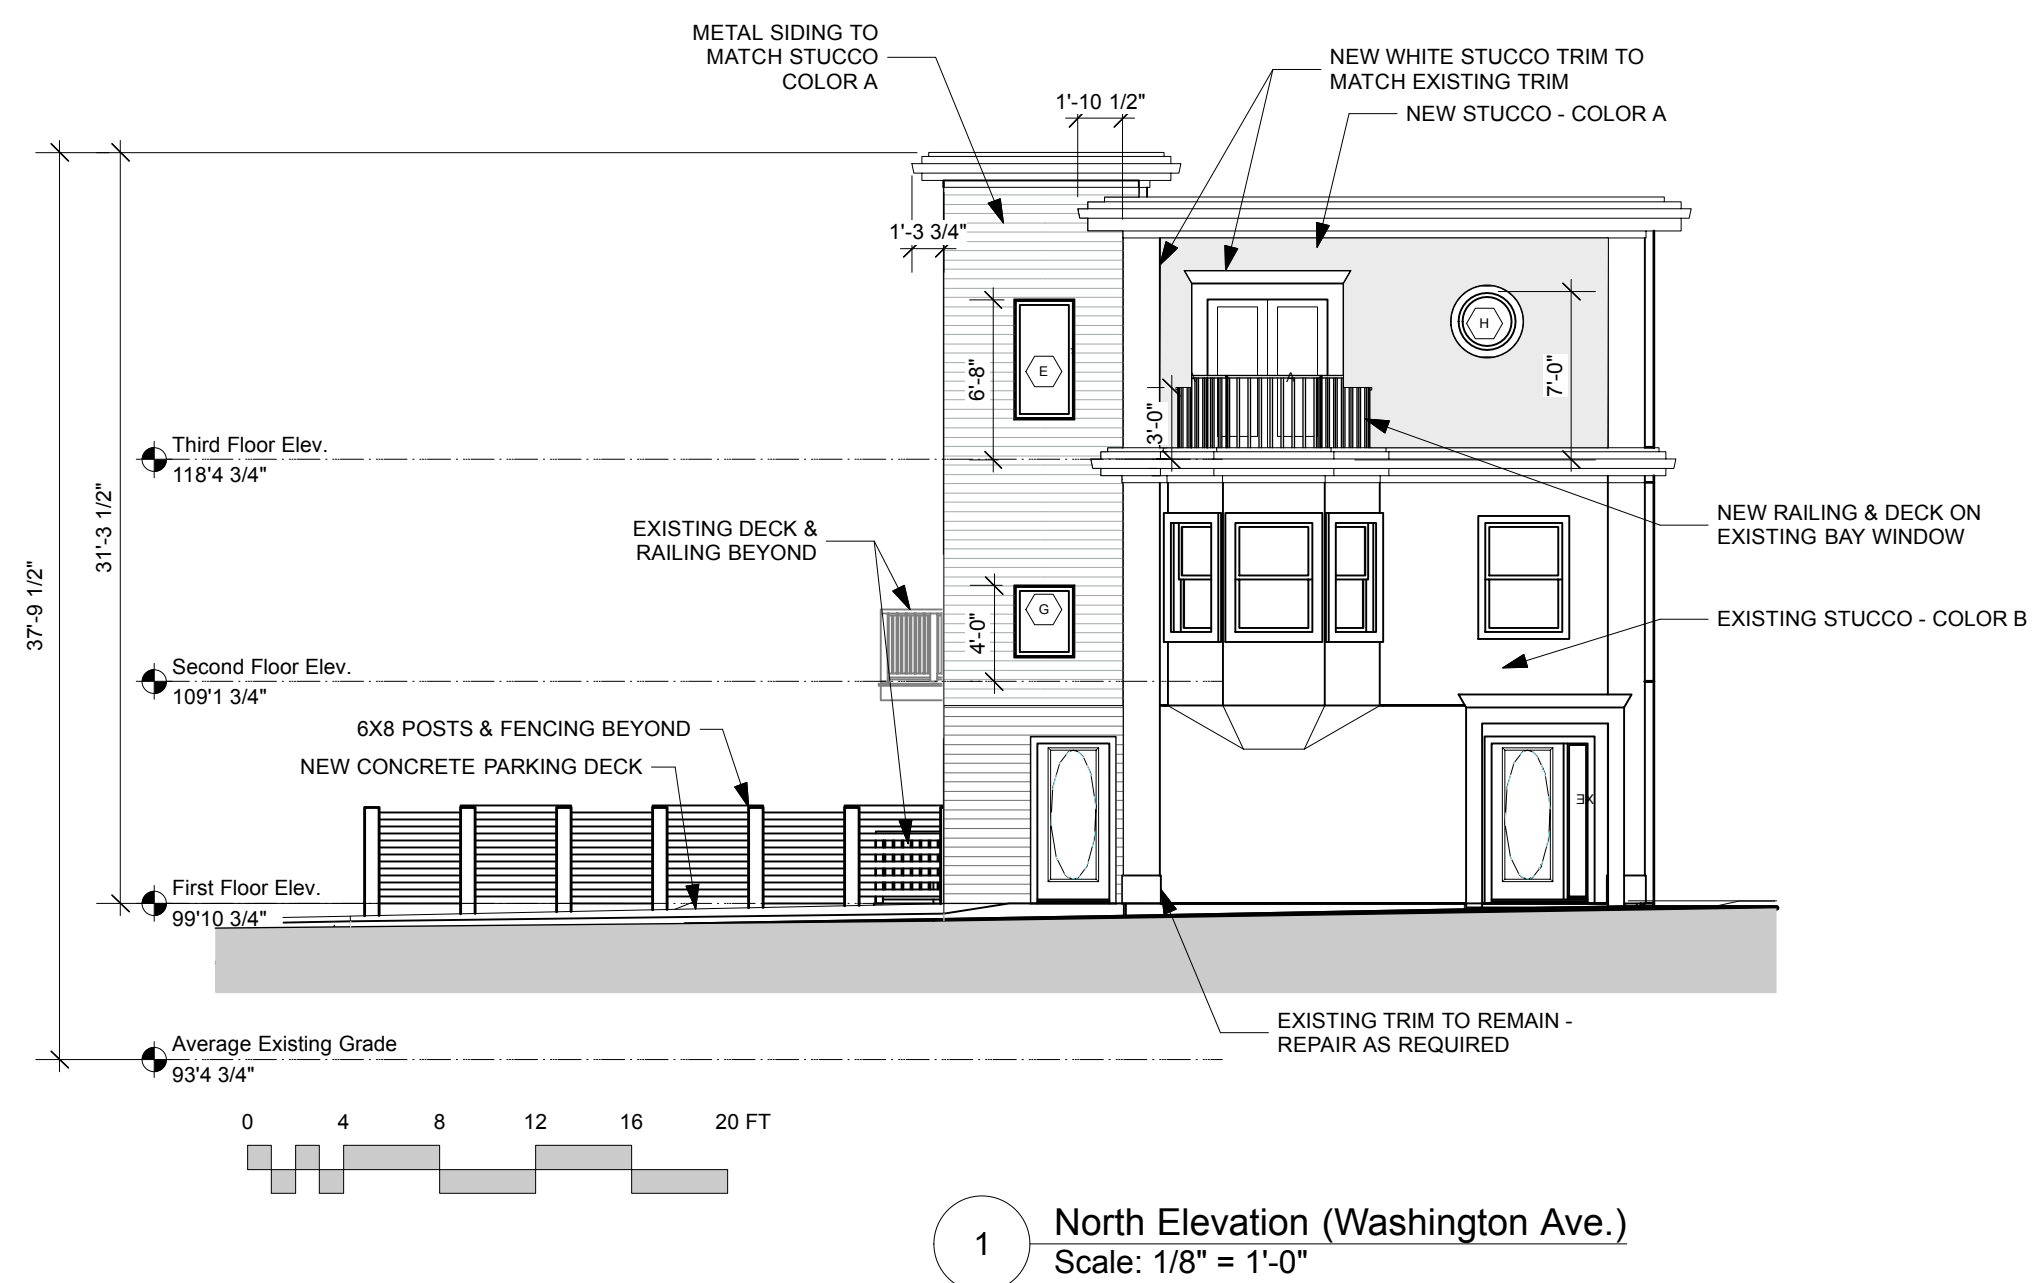 METAL SIDING TO
MATCH STUCCO
COLOR A
NEW WHITE STUCCO TRIM TO
MATCH EXISTING TRIM
1'-10 1/2"
NEW STUCCO - COLOR A
1'-3 3/4"
H
E
6'-8"
7'-0"
A
3'-0"
Third Floor Elev.
118'4 3/4"
31'-3 1/2"
37'-9 1/2"
EXISTING DECK &
RAILING BEYOND
NEW RAILING & DECK ON
EXISTING BAY WINDOW
G
4'-0"
EXISTING STUCCO - COLOR B
Second Floor Elev.
109'1 3/4"
6X8 POSTS & FENCING BEYOND
NEW CONCRETE PARKING DECK
EX
First Floor Elev.
99'10 3/4"
EXISTING TRIM TO REMAIN -
REPAIR AS REQUIRED
Average Existing Grade
93'4 3/4"
0 4 8 12 16 20 FT
1
North Elevation (Washington Ave.)
Scale: 1/8" = 1'-0"